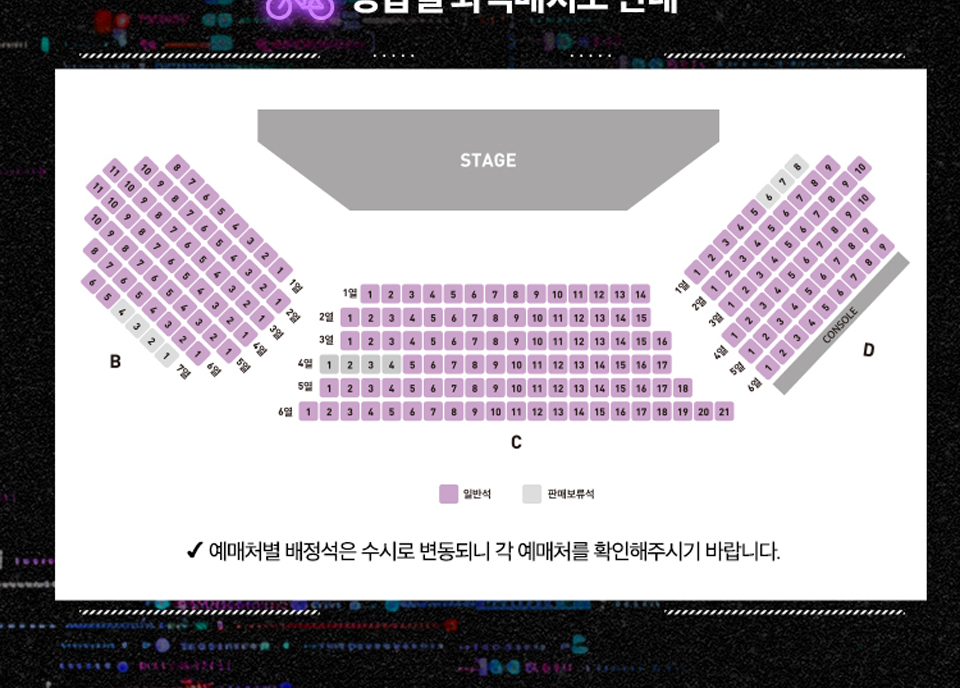 STAGE
1열 1 2 3 4 5 6 7 8 9 10 11 12 13 14
2열 1 2 3 4 5 6 7 8 9 10 11 12 13 14 15
3열 1 2 3 4 5 6 7 8 9 10 11 12 13 14 15 16
4열 1 2 3 4 5 6 7 8 9 10 11 12 13 14 15 16 17
5열 1 2 3 4 5 6 7 8 9 10 11 12 13 14 15 16 17 18
6열 1 2 3 4 5 6 7 8 9 10 11 12 13 14 15 16 17 18 19 20 21
8 7 6 5 4 3 2 1 1열
10 9 8 7 6 5 4 3 2 1 2열
11 10 9 8 7 6 5 4 3 2 1 3열
11 10 9 8 7 6 5 4 3 2 1 4열
10 9 8 7 6 5 4 3 2 1 5열
8 7 6 5 4 3 2 1 6열
6 5 4 3 2 1 7열
B
1열 1 2 3 4 5 6 7 8
2열 1 2 3 4 5 6 7 8 9
3열 1 2 3 4 5 6 7 8 9 10
4열 1 2 3 4 5 6 7 8 9 10
5열 1 2 3 4 5 6 7 8 9
6열 1 2 3 4 5 6 7 8 9
CONSOLE
D
C
일반석
판매보류석
✔ 예매처별 배정석은 수시로 변동되니 각 예매처를 확인해주시기 바랍니다.